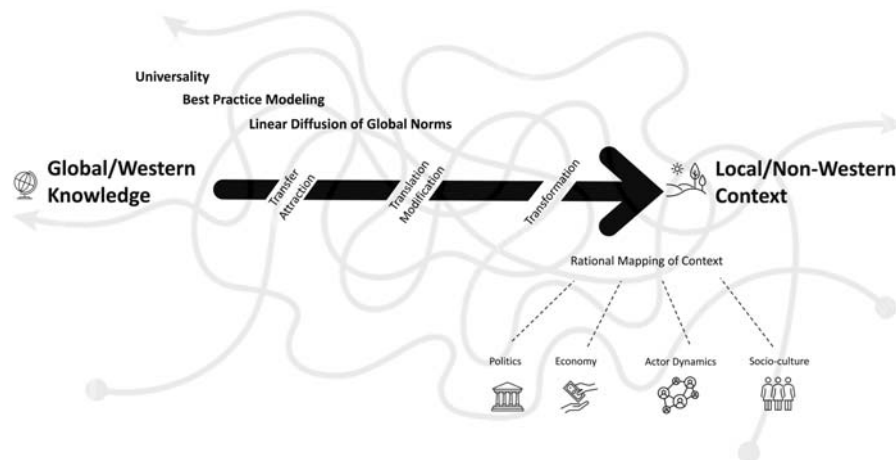 Universality
Best Practice Modeling
Linear Diffusion of Global Norms
Global/Western
Knowledge
Transfer
Attraction
Translation
Modification
Transformation
Local/Non-Western
Context
Rational Mapping of Context
Politics
Economy
Actor Dynamics
Socio-culture